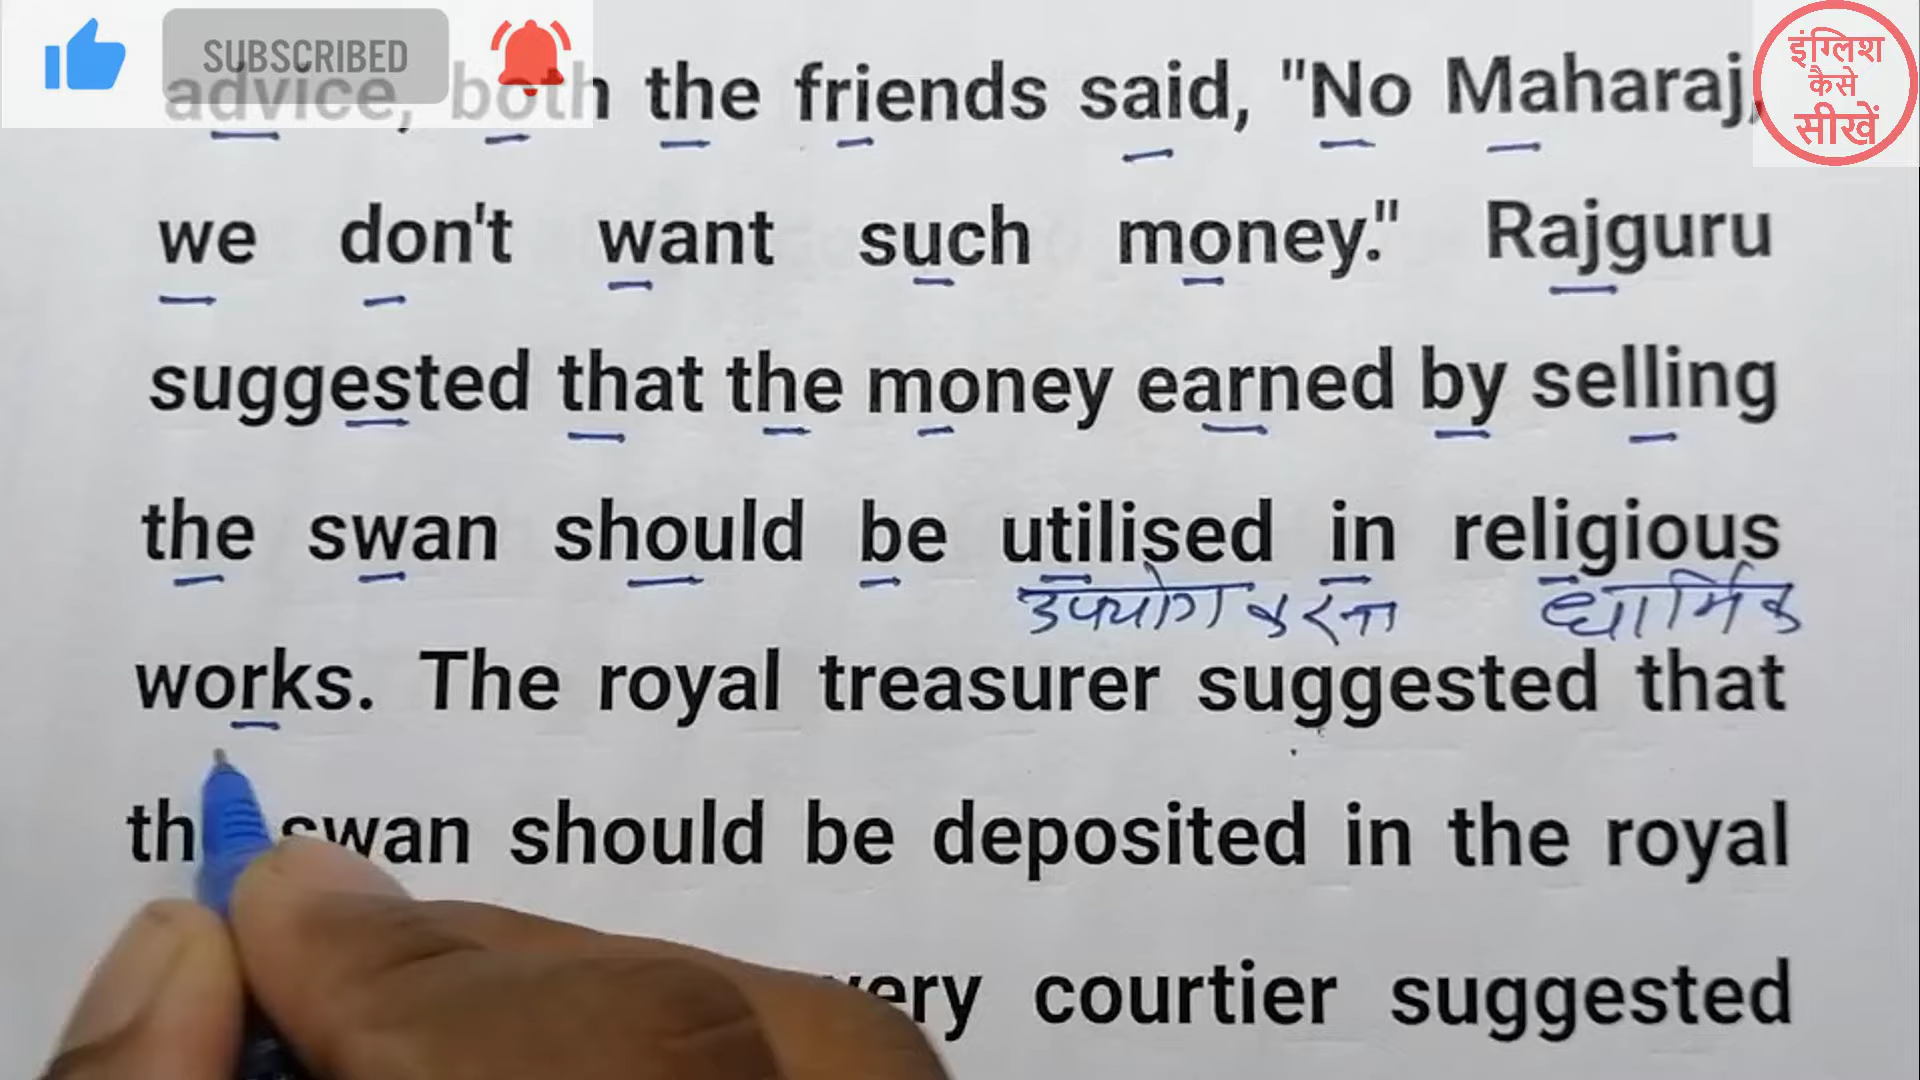 SUBSCRIBED
इंग्लिश
कैसे
सीखें
advice, both the friends said, "No Maharaj,
we don't want such money." Rajguru
suggested that the money earned by selling
the swan should be utilised in religious
उपयोग करना धार्मिक
works. The royal treasurer suggested that
swan should be deposited in the royal
courtier suggested